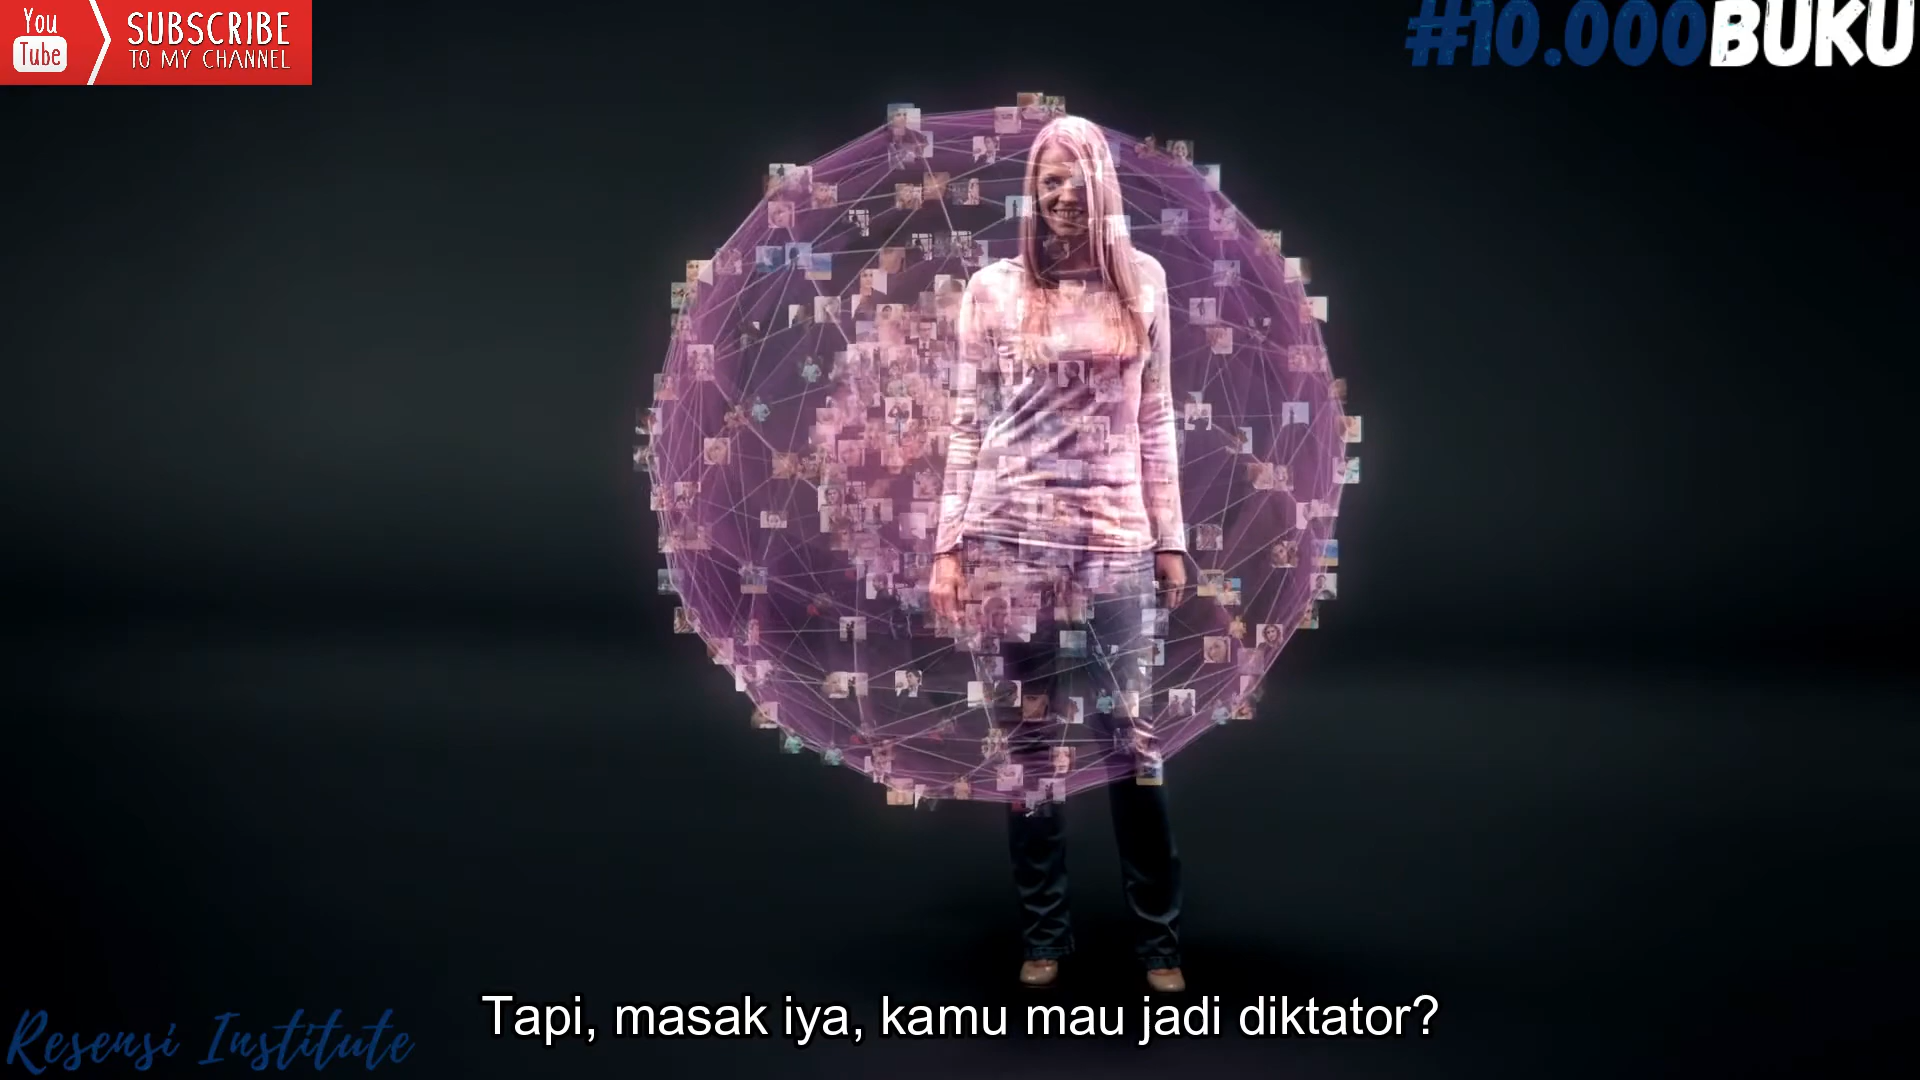 You
Tube
SUBSCRIBE
TO MY CHANNEL
#10.000BUKU
Resensi Institute
Tapi, masak iya, kamu mau jadi diktator?